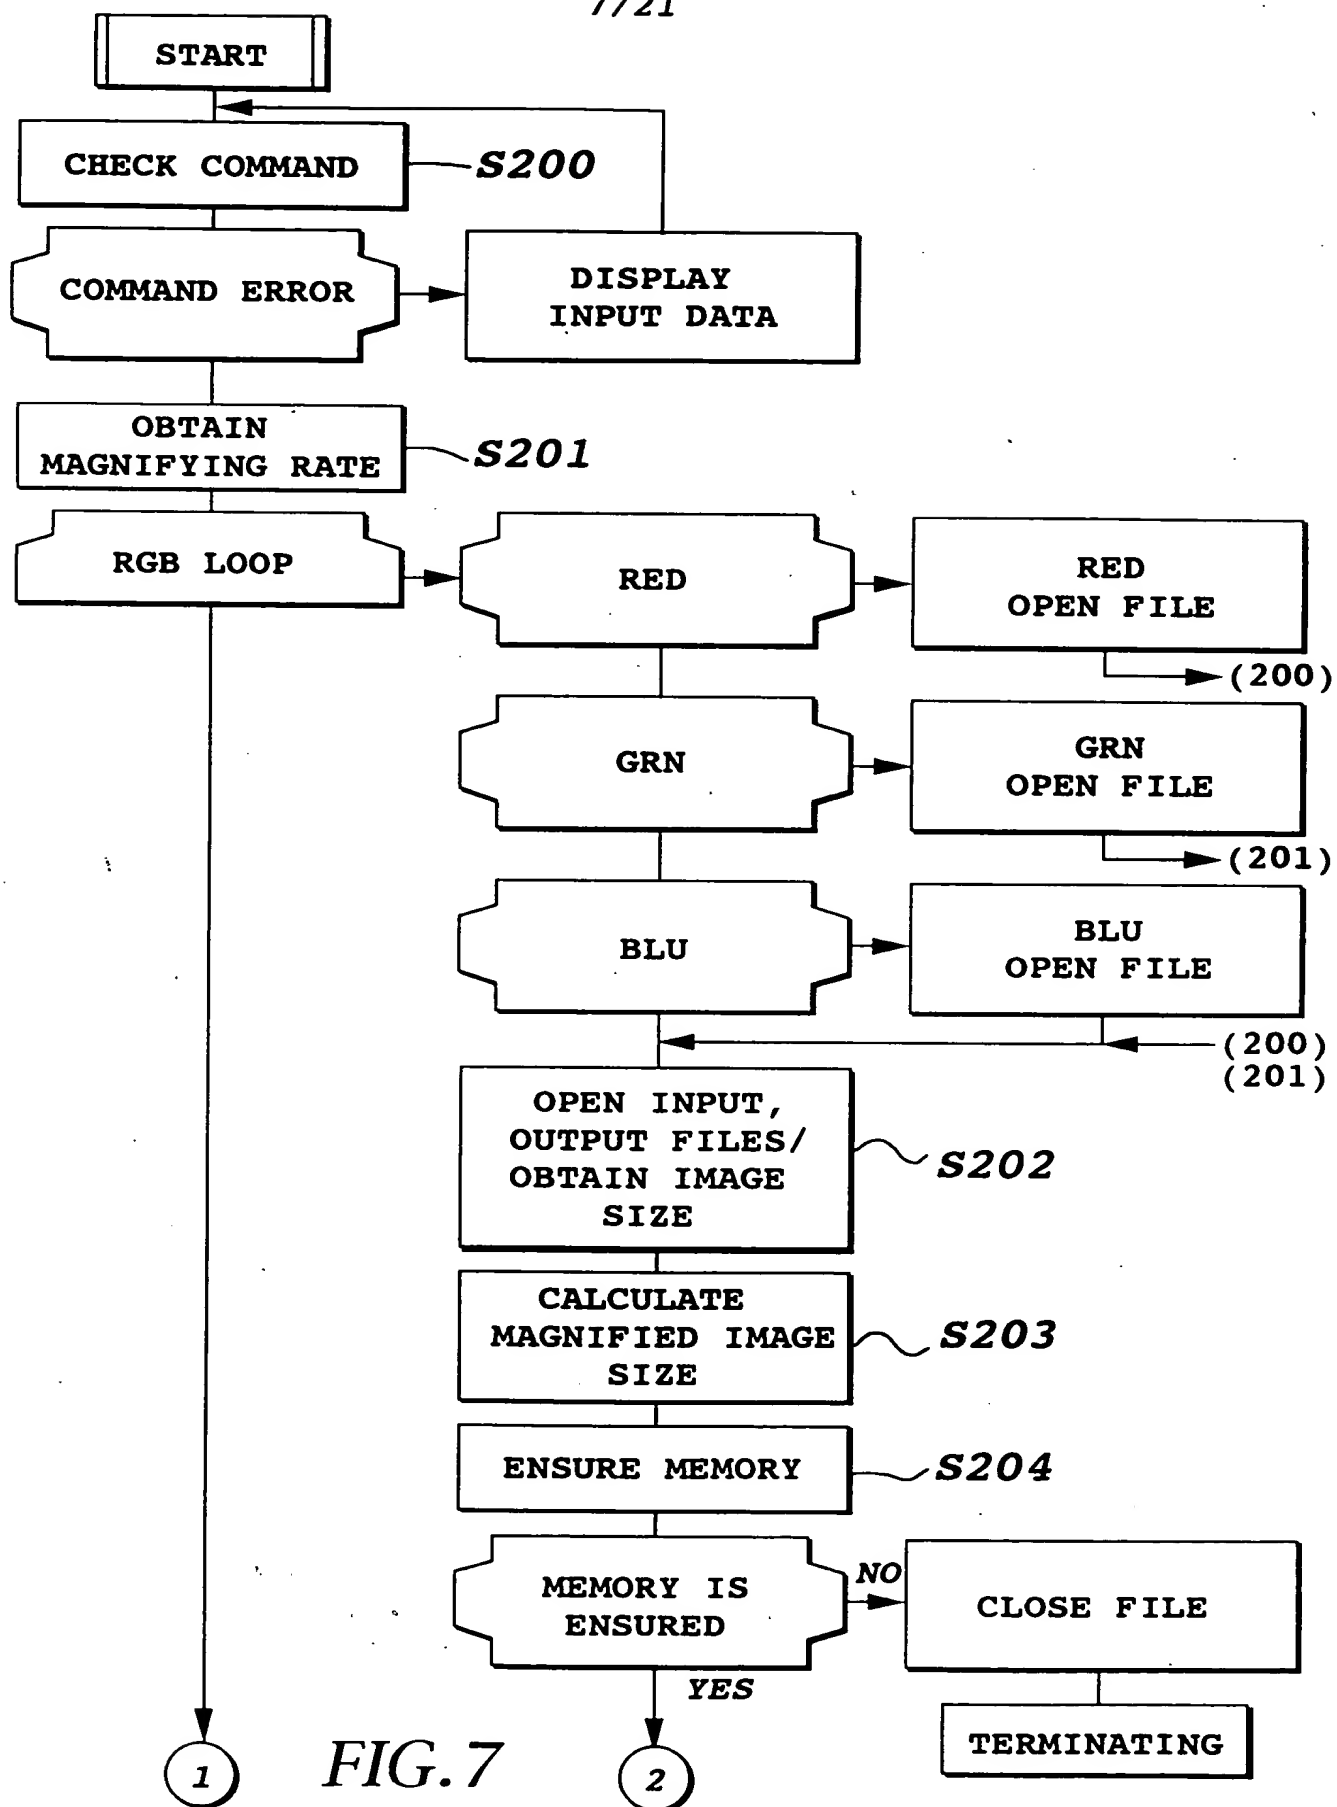 7/21
START
CHECK COMMAND
S200
COMMAND ERROR
DISPLAY
INPUT DATA
OBTAIN
MAGNIFYING RATE
S201
RGB LOOP
RED
RED
OPEN FILE
(200)
GRN
GRN
OPEN FILE
(201)
BLU
BLU
OPEN FILE
(200)
(201)
OPEN INPUT,
OUTPUT FILES/
OBTAIN IMAGE
SIZE
S202
CALCULATE
MAGNIFIED IMAGE
SIZE
S203
ENSURE MEMORY
S204
MEMORY IS
ENSURED
NO
CLOSE FILE
YES
TERMINATING
1
FIG. 7
2